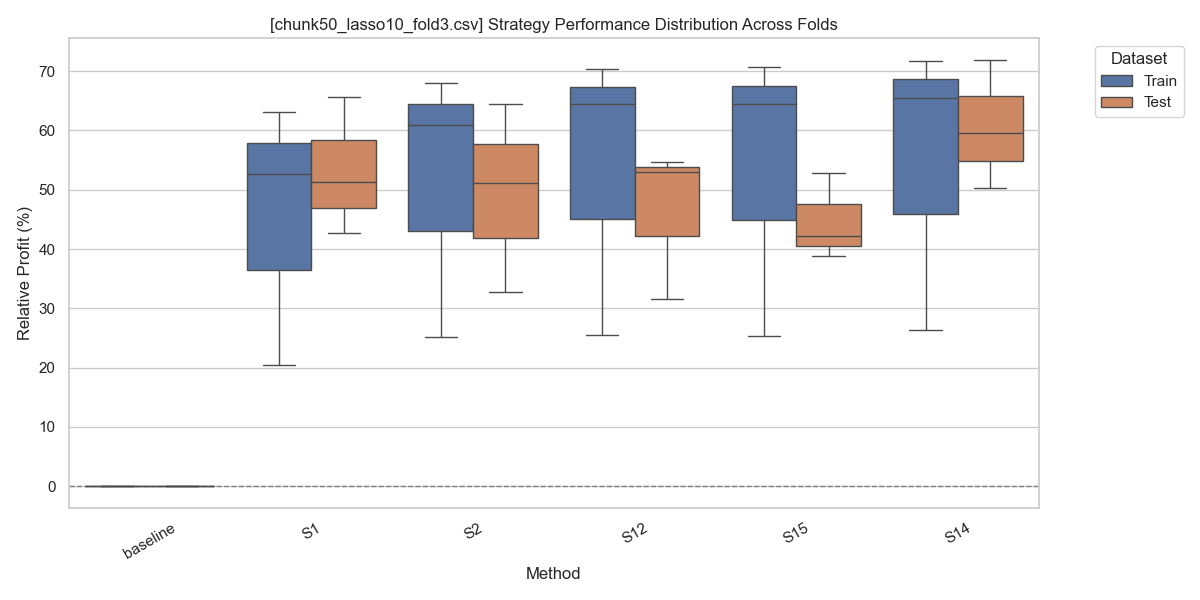 [chunk50_lasso10_fold3.csv] Strategy Performance Distribution Across Folds
Dataset
Train
Test
Relative Profit (%)
70
60
50
40
30
20
10
0
baseline
S1
S2
S12
S15
S14
Method